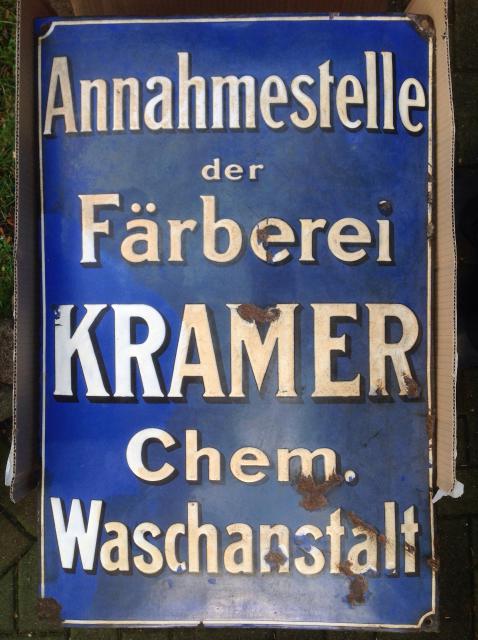 Annahmestelle
der
Färberei
KRAMER
Chem.
Waschanstalt